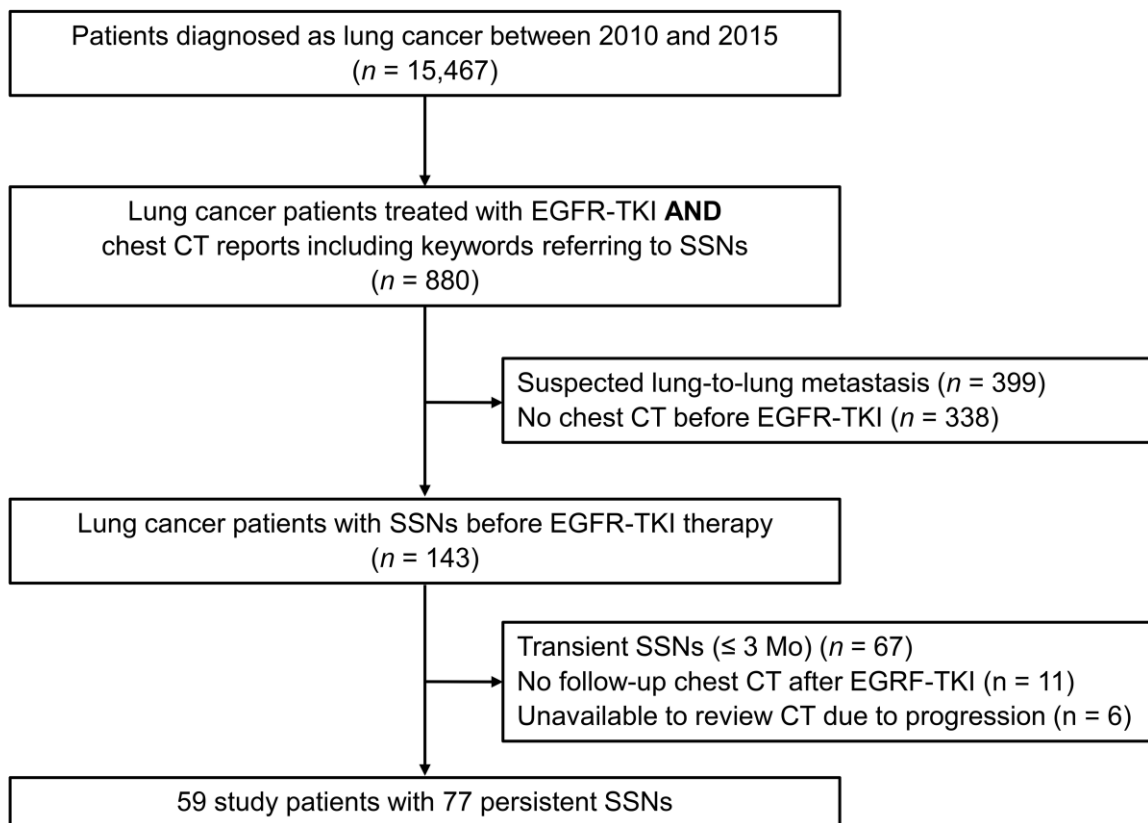 Patients diagnosed as lung cancer between 2010 and 2015
(n = 15,467)
Lung cancer patients treated with EGFR-TKI AND
chest CT reports including keywords referring to SSNs
(n = 880)
Suspected lung-to-lung metastasis (n = 399)
No chest CT before EGFR-TKI (n = 338)
Lung cancer patients with SSNs before EGFR-TKI therapy
(n = 143)
Transient SSNs (≤ 3 Mo) (n = 67)
No follow-up chest CT after EGRF-TKI (n = 11)
Unavailable to review CT due to progression (n = 6)
59 study patients with 77 persistent SSNs